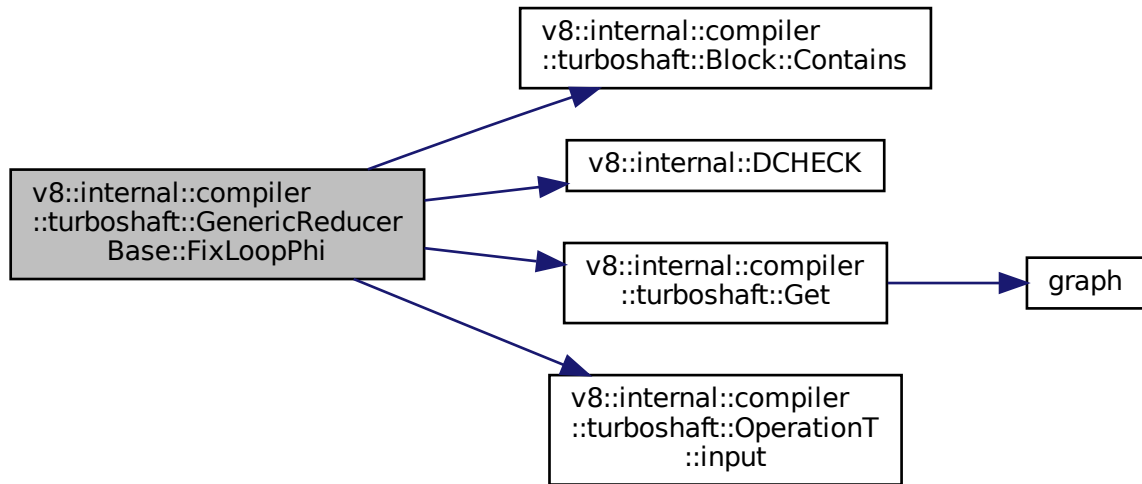 v8::internal::compiler
::turboshaft::GenericReducer
Base::FixLoopPhi
v8::internal::compiler
::turboshaft::Block::Contains
v8::internal::DCHECK
v8::internal::compiler
::turboshaft::Get
graph
v8::internal::compiler
::turboshaft::OperationT
::input